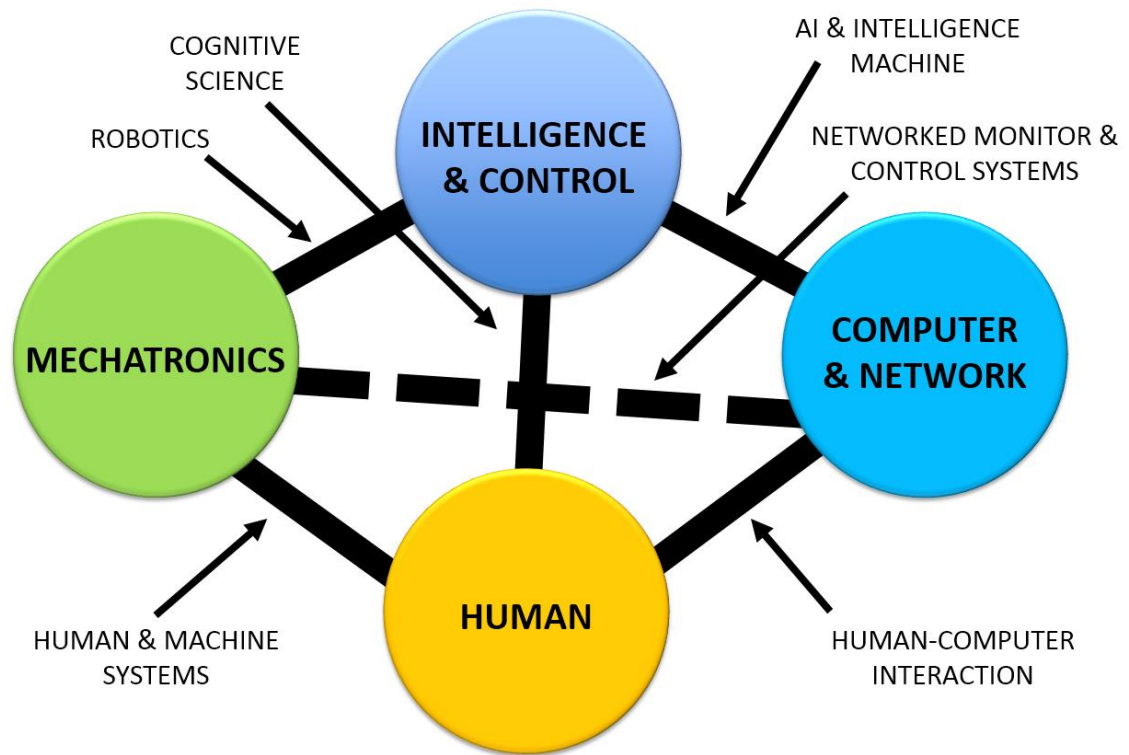 COGNITIVE
SCIENCE
AI & INTELLIGENCE
MACHINE
ROBOTICS
INTELLIGENCE
& CONTROL
NETWORKED MONITOR &
CONTROL SYSTEMS
MECHATRONICS
COMPUTER
& NETWORK
HUMAN
HUMAN & MACHINE
SYSTEMS
HUMAN-COMPUTER
INTERACTION